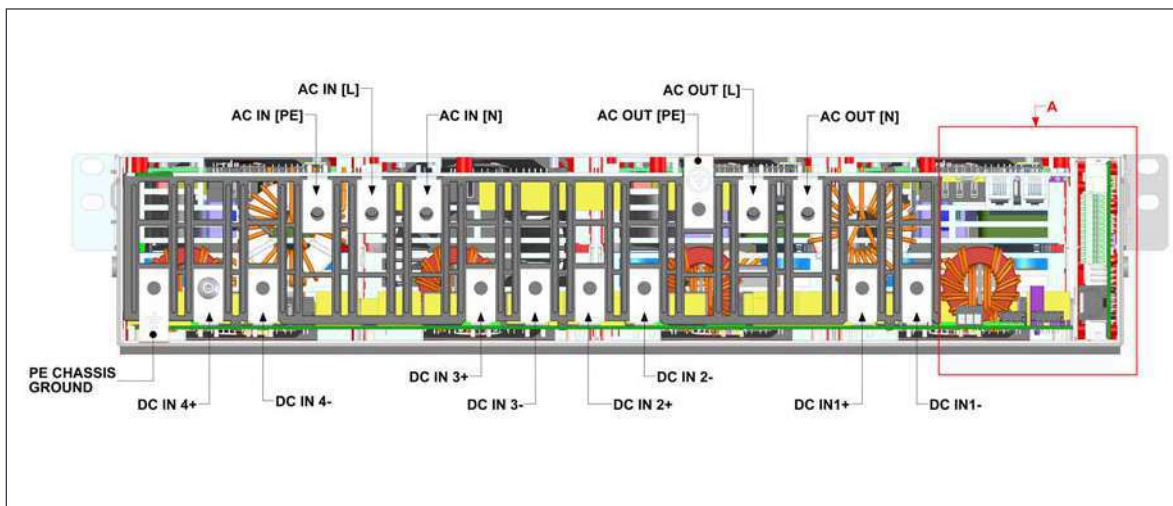 AC IN [L]
AC OUT [L]
AC IN [PE]
AC IN [N]
AC OUT [PE]
AC OUT [N]
A
PE CHASSIS
GROUND
DC IN 4+
DC IN 4-
DC IN 3+
DC IN 3-
DC IN 2+
DC IN 2-
DC IN1+
DC IN1-